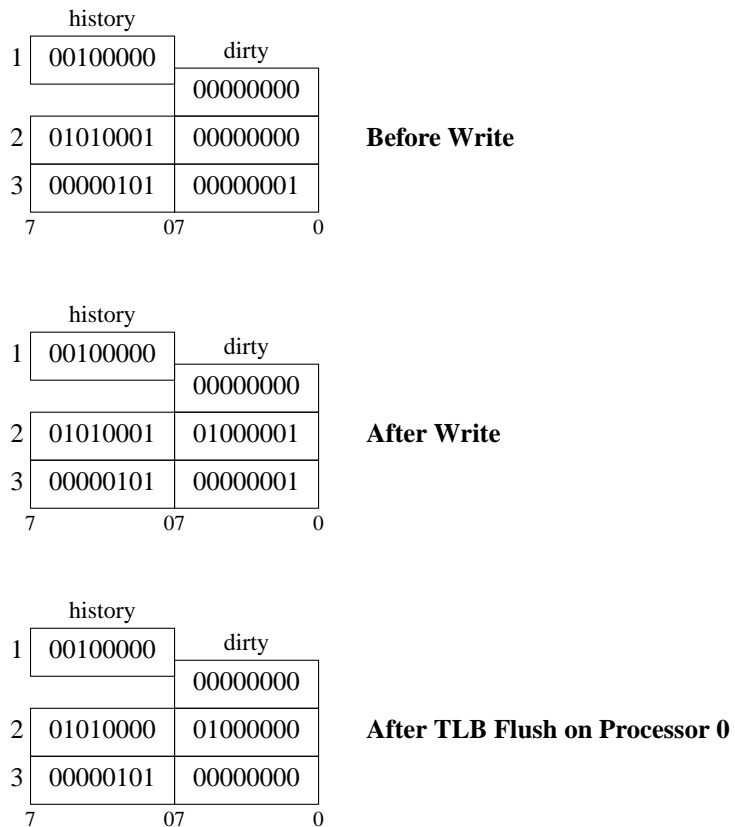 history
1 00100000 dirty
00000000
2 01010001 00000000 Before Write
3 00000101 00000001
7 07 0
history
1 00100000 dirty
00000000
2 01010001 01000001 After Write
3 00000101 00000001
7 07 0
history
1 00100000 dirty
00000000
2 01010000 01000000 After TLB Flush on Processor 0
3 00000101 00000000
7 07 0